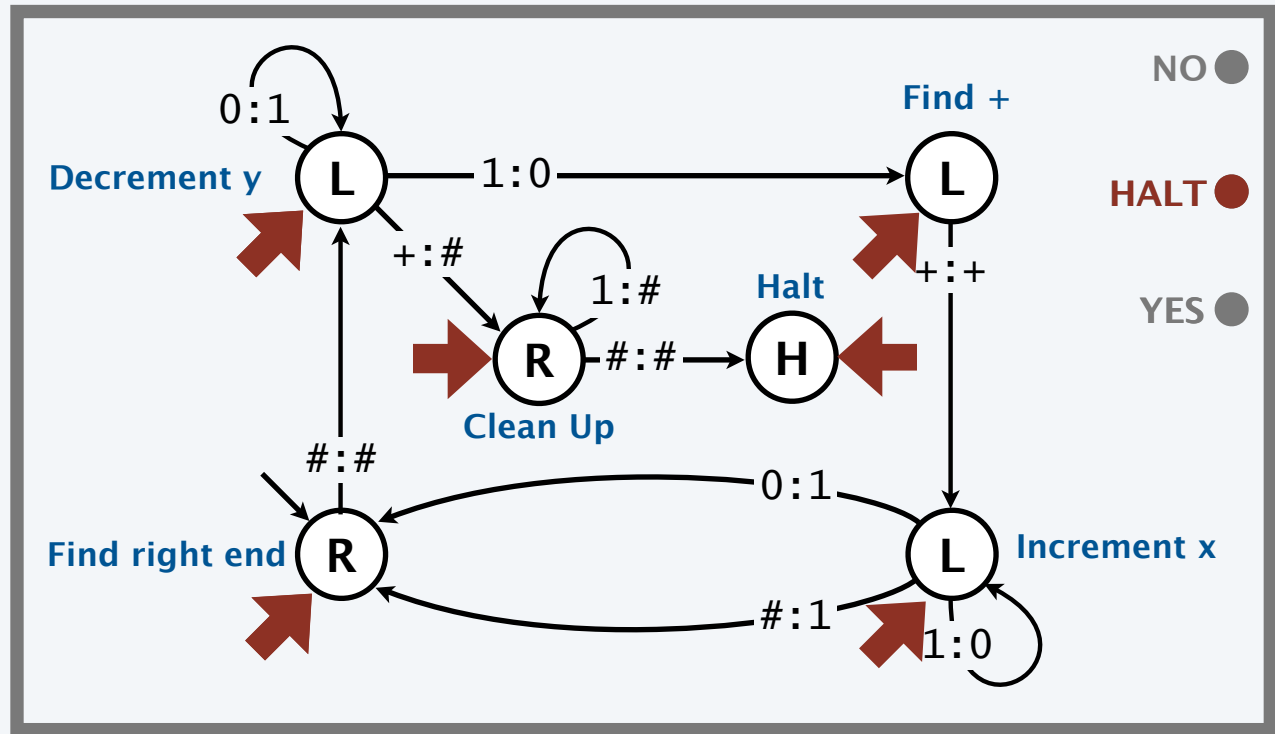 NO
Find +
0:1
Decrement y
L
1:0
L
HALT
+:#
+:+
1:#
Halt
YES
R
#:#
H
Clean Up
#:#
0:1
Find right end
R
L
Increment x
#:1
1:0